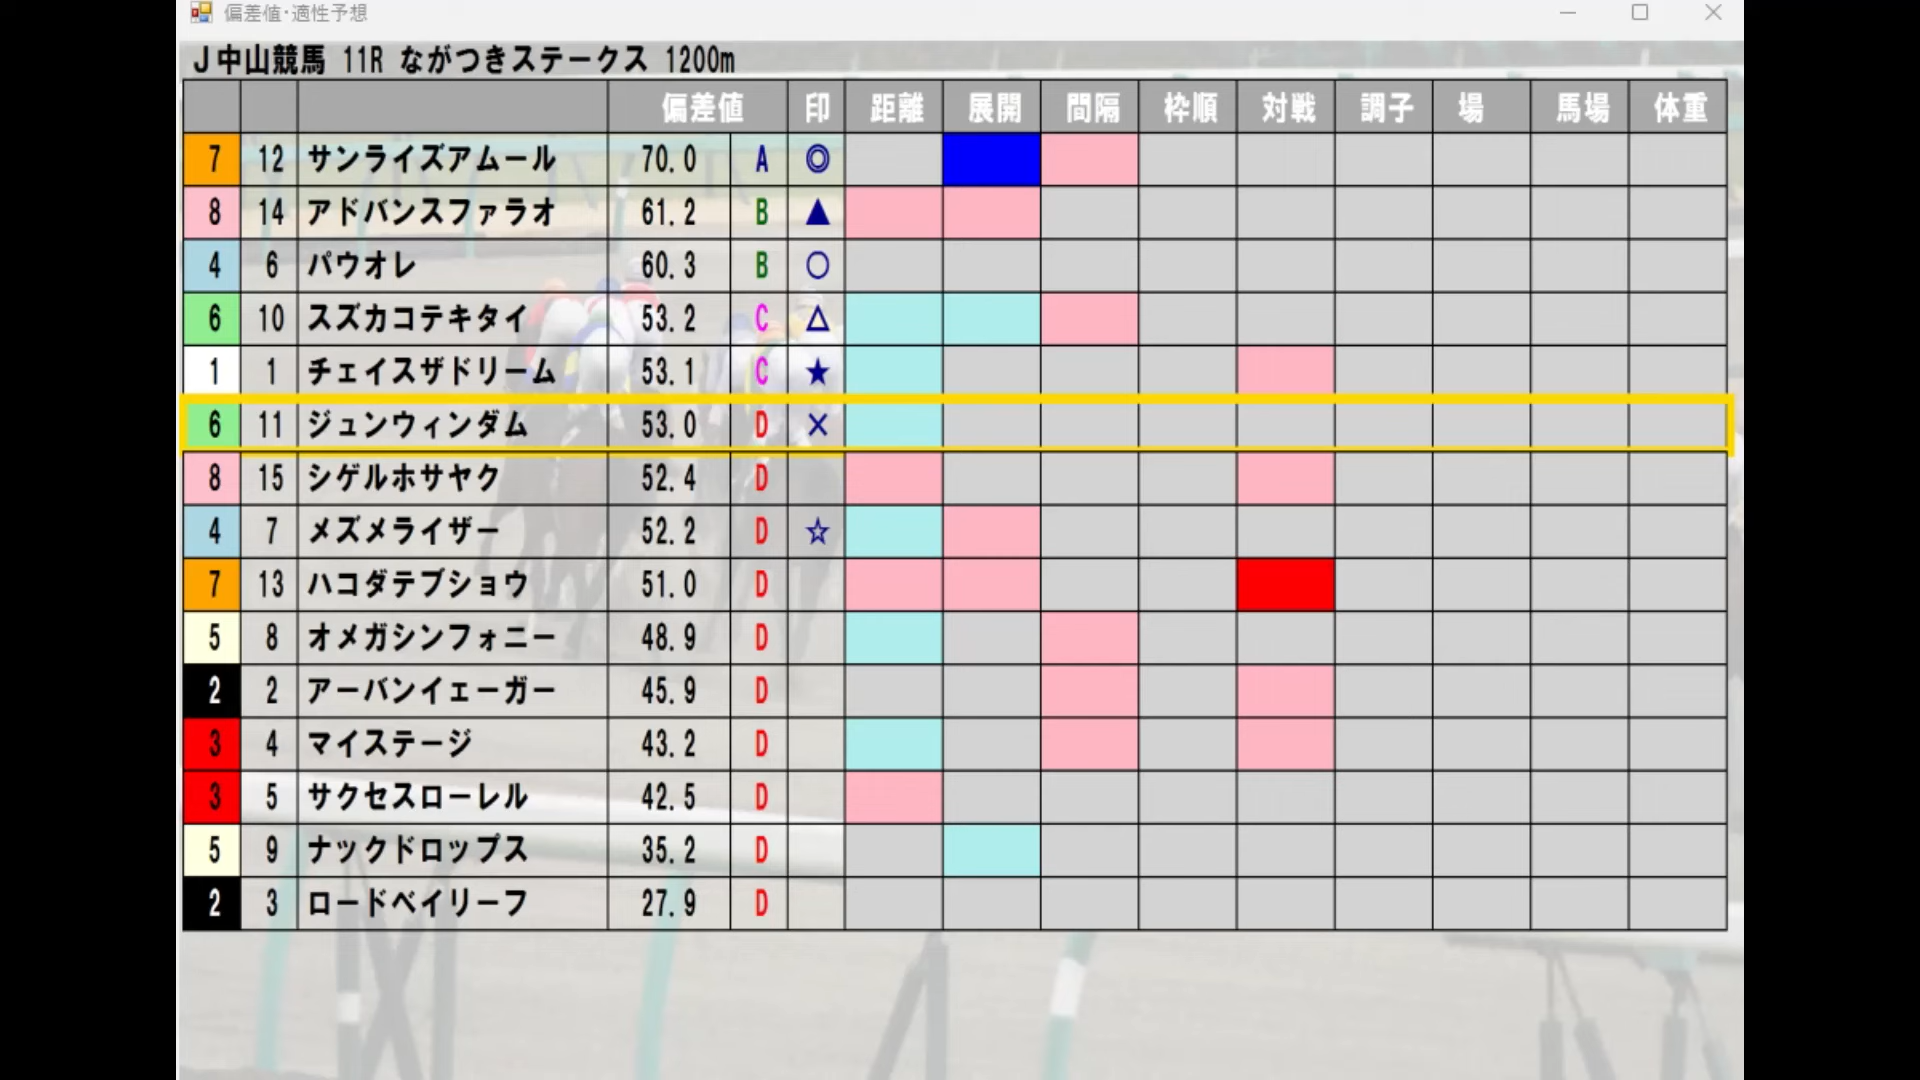 偏差値・適性予想
J中山競馬 11R ながつきステークス 1200m
偏差値 印 距離 展開 間隔 枠順 対戦 調子 場 馬場 体重
7 12 サンライズアムール 70.0 A ◎
8 14 アドバンスファラオ 61.2 B ▲
4 6 パウオレ 60.3 B ○
6 10 スズカコテキタイ 53.2 C △
1 1 チェイスザドリーム 53.1 C ★
6 11 ジュンウィンダム 53.0 D ×
8 15 シゲルホサヤク 52.4 D
4 7 メズメライザー 52.2 D ☆
7 13 ハコダテブショウ 51.0 D
5 8 オメガシンフォニー 48.9 D
2 2 アーバンイェーガー 45.9 D
3 4 マイステージ 43.2 D
3 5 サクセスローレル 42.5 D
5 9 ナックドロップス 35.2 D
2 3 ロードベイリーフ 27.9 D